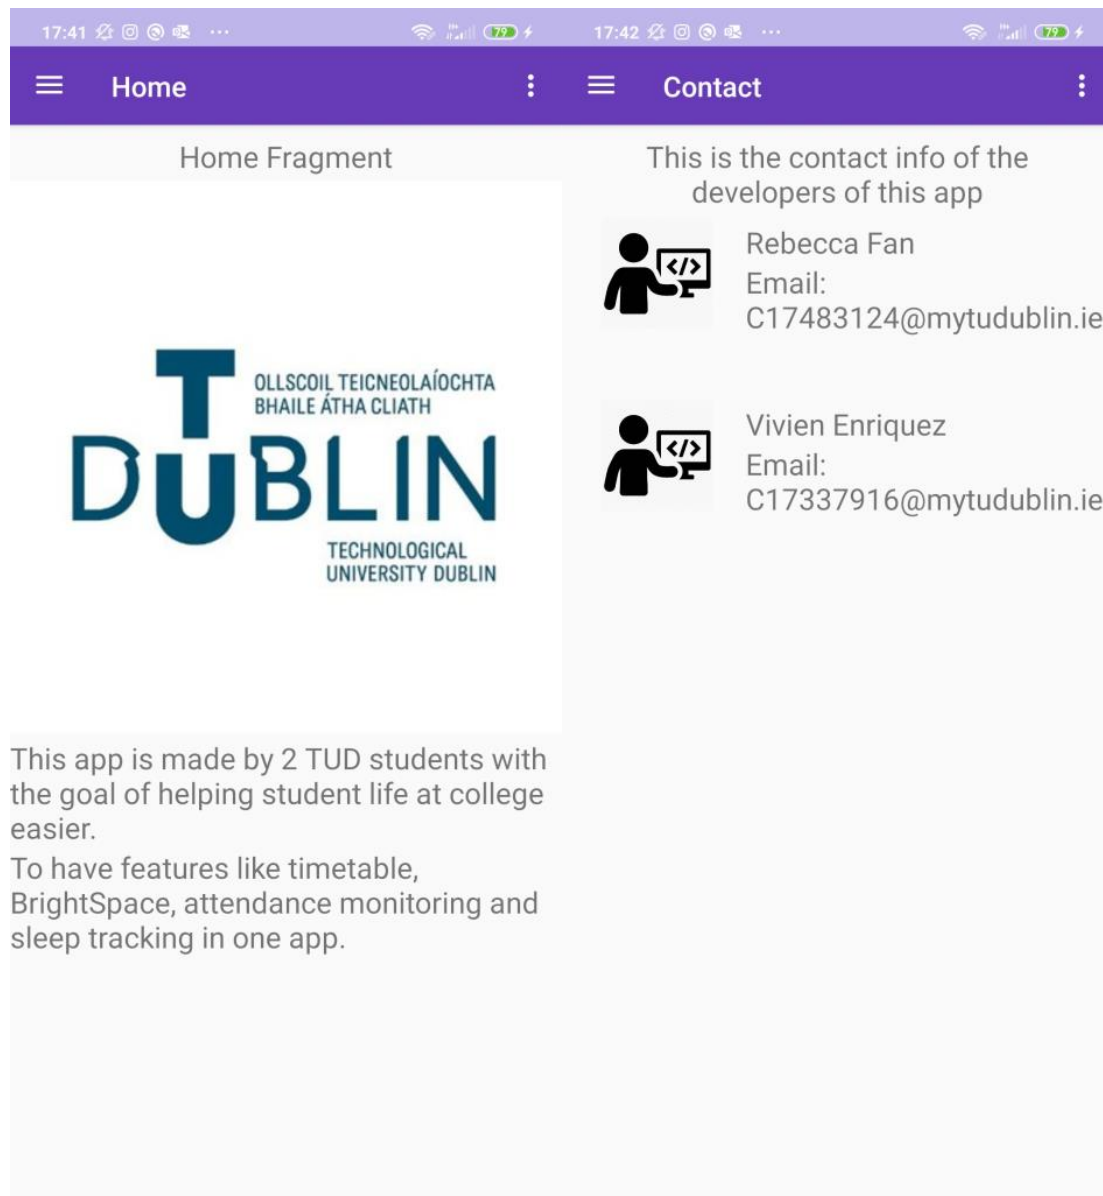 17:41
79
Home
Home Fragment
OLLSCOIL TEICNEOLAÍOCHTA
BHAILE ÁTHA CLIATH
T
DUBLIN
TECHNOLOGICAL
UNIVERSITY DUBLIN
This app is made by 2 TUD students with
the goal of helping student life at college
easier.
To have features like timetable,
BrightSpace, attendance monitoring and
sleep tracking in one app.
17:42
79
Contact
This is the contact info of the
developers of this app
</>
Rebecca Fan
Email:
C17483124@mytudublin.ie
</>
Vivien Enriquez
Email:
C17337916@mytudublin.ie